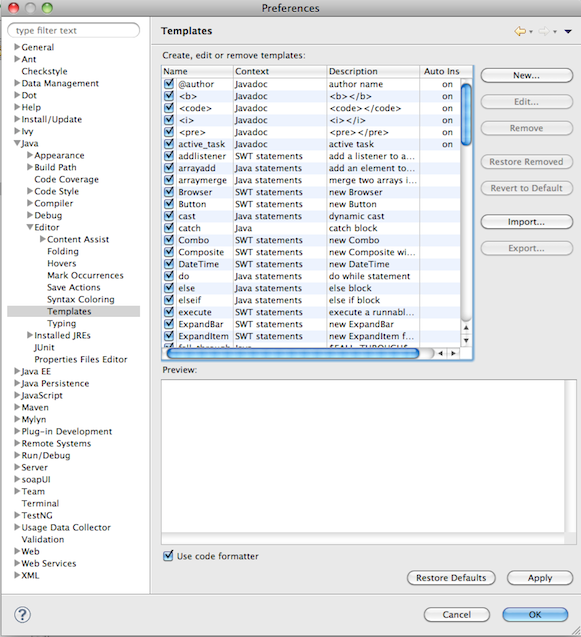 Preferences
type filter text
General
Ant
Checkstyle
Data Management
Dot
Help
Install/Update
Ivy
Java
Appearance
Build Path
Code Coverage
Code Style
Compiler
Debug
Editor
Content Assist
Folding
Hovers
Mark Occurrences
Save Actions
Syntax Coloring
Templates
Typing
Installed JREs
JUnit
Properties Files Editor
Java EE
Java Persistence
JavaScript
Maven
Mylyn
Plug-in Development
Remote Systems
Run/Debug
Server
soapUI
Team
Terminal
TestNG
Usage Data Collector
Validation
Web
Web Services
XML
Templates
Create, edit or remove templates:
Name Context Description Auto Ins
@author Javadoc author name on
<b> Javadoc <b></b> on
<code> Javadoc <code></code> on
<i> Javadoc <i></i> on
<pre> Javadoc <pre></pre> on
active_task Javadoc active task on
addlistener SWT statements add a listener to a...
arrayadd Java statements add an element to...
arraymerge Java statements merge two arrays i...
Browser SWT statements new Browser
Button SWT statements new Button
cast Java statements dynamic cast
catch Java catch block
Combo SWT statements new Combo
Composite SWT statements new Composite wi...
DateTime SWT statements new DateTime
do Java statements do while statement
else Java statements else block
elseif Java statements else if block
execute SWT statements execute a runnabl...
ExpandBar SWT statements new ExpandBar
ExpandItem SWT statements new ExpandItem f...
New...
Edit...
Remove
Restore Removed
Revert to Default
Import...
Export...
Preview:
Use code formatter
Restore Defaults Apply
? Cancel OK